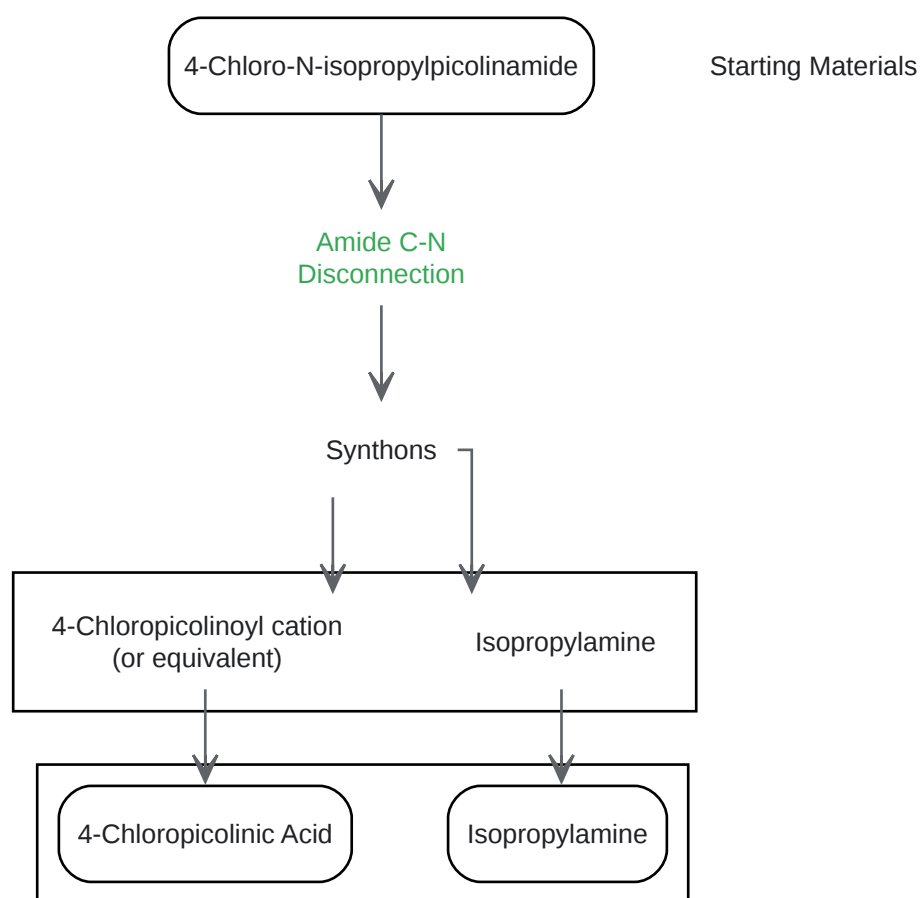 4-Chloro-N-isopropylpicolinamide
Starting Materials
Amide C-N
Disconnection
Synthons
4-Chloropicolinoyl cation
(or equivalent)
Isopropylamine
4-Chloropicolinic Acid
Isopropylamine